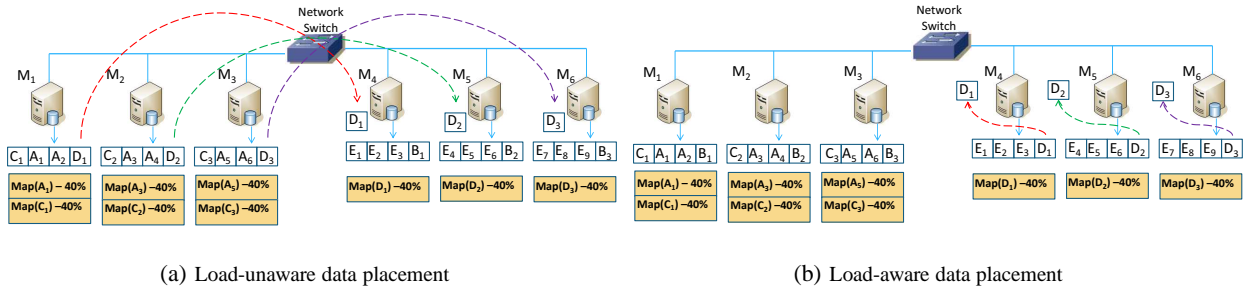 Network
Switch
M₁ M₂ M₃ M₄ M₅ M₆
D₁ D₂ D₃
C₁ A₁ A₂ D₁ C₂ A₃ A₄ D₂ C₃ A₅ A₆ D₃ E₁ E₂ E₃ B₁ E₄ E₅ E₆ B₂ E₇ E₈ E₉ B₃
Map(A₁) – 40% Map(A₃) –40% Map(A₅) –40% Map(D₁) –40% Map(D₂) –40% Map(D₃) –40%
Map(C₁) –40% Map(C₂) –40% Map(C₃) –40%
(a) Load-unaware data placement
Network
Switch
M₁ M₂ M₃ M₄ M₅ M₆
D₁ D₂ D₃
C₁ A₁ A₂ B₁ C₂ A₃ A₄ B₂ C₃ A₅ A₆ B₃ E₁ E₂ E₃ D₁ E₄ E₅ E₆ D₂ E₇ E₈ E₉ D₃
Map(A₁) –40% Map(A₃) –40% Map(A₅) –40% Map(D₁) –40% Map(D₂) –40% Map(D₃) –40%
Map(C₁) –40% Map(C₂) –40% Map(C₃) –40%
(b) Load-aware data placement